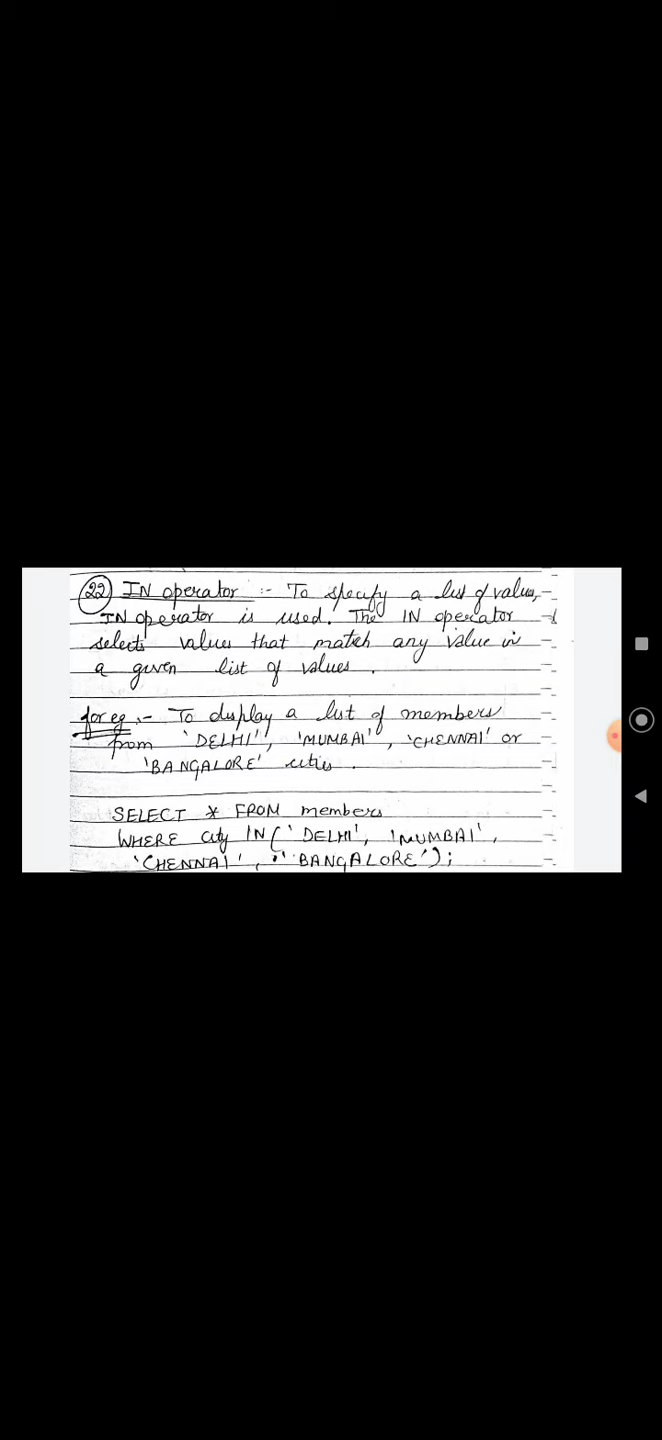 22 IN operator :- To specify a list of values,
IN operator is used. The IN operator
selects values that match any value in
a given list of values .
for eg :- To display a list of members
from 'DELHI', 'MUMBAI', 'CHENNAI' or
'BANGALORE' cities .
SELECT * FROM members
WHERE city IN ('DELHI', 'MUMBAI',
'CHENNAI', 'BANGALORE');